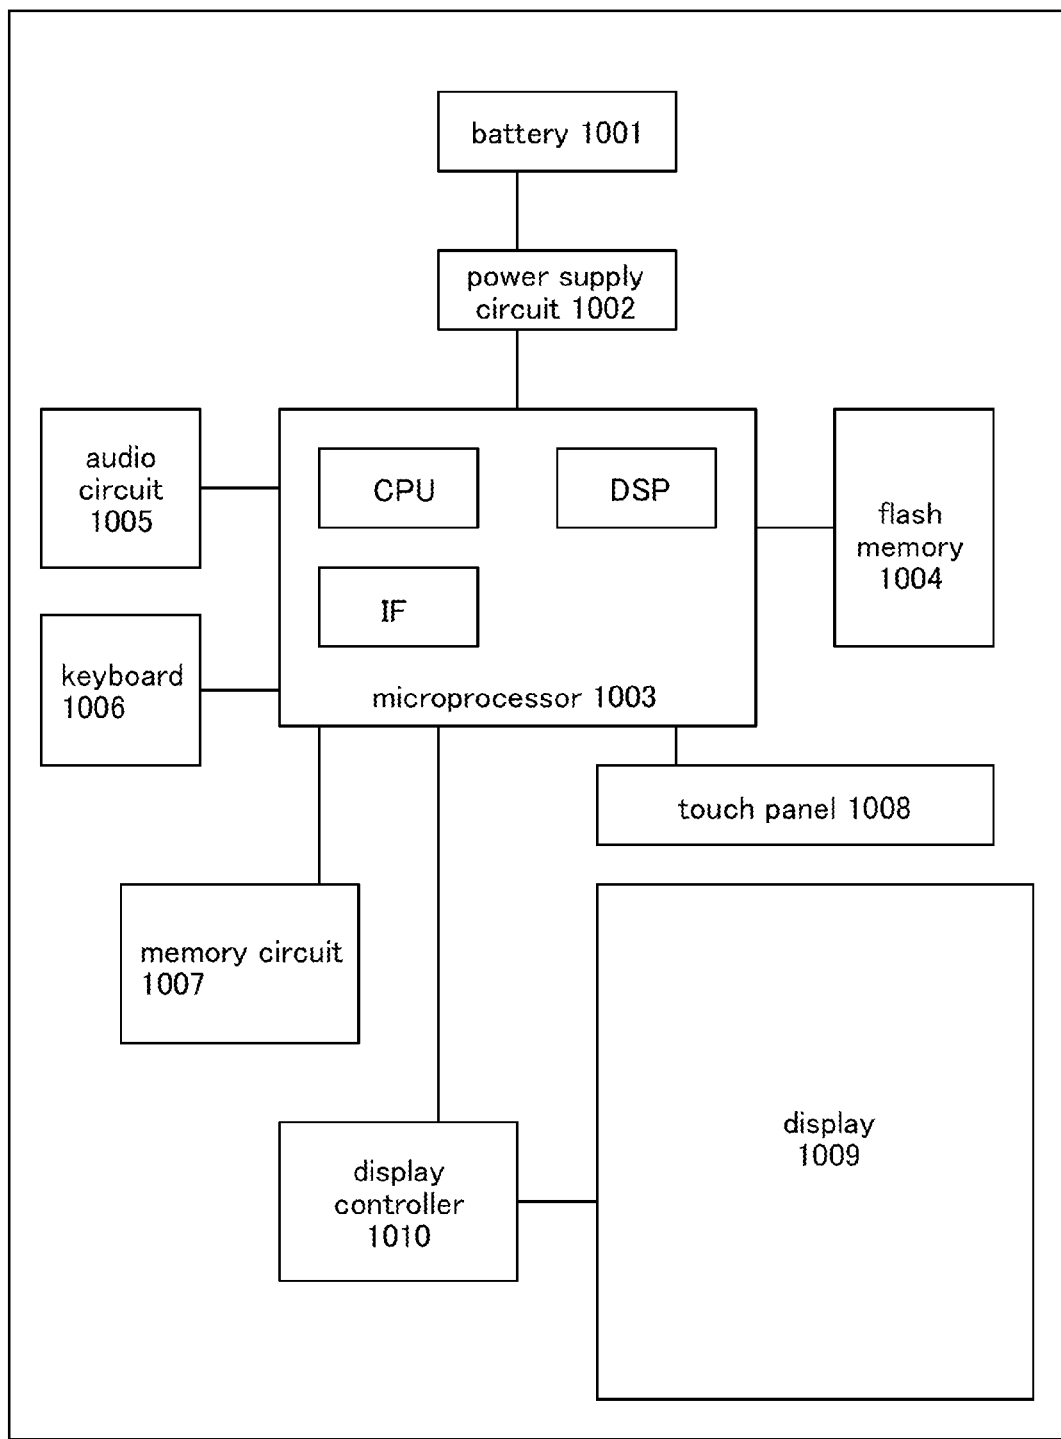 battery 1001
power supply
circuit 1002
audio
circuit
1005
CPU
DSP
flash
memory
1004
IF
keyboard
1006
microprocessor 1003
touch panel 1008
memory circuit
1007
display
1009
display
controller
1010